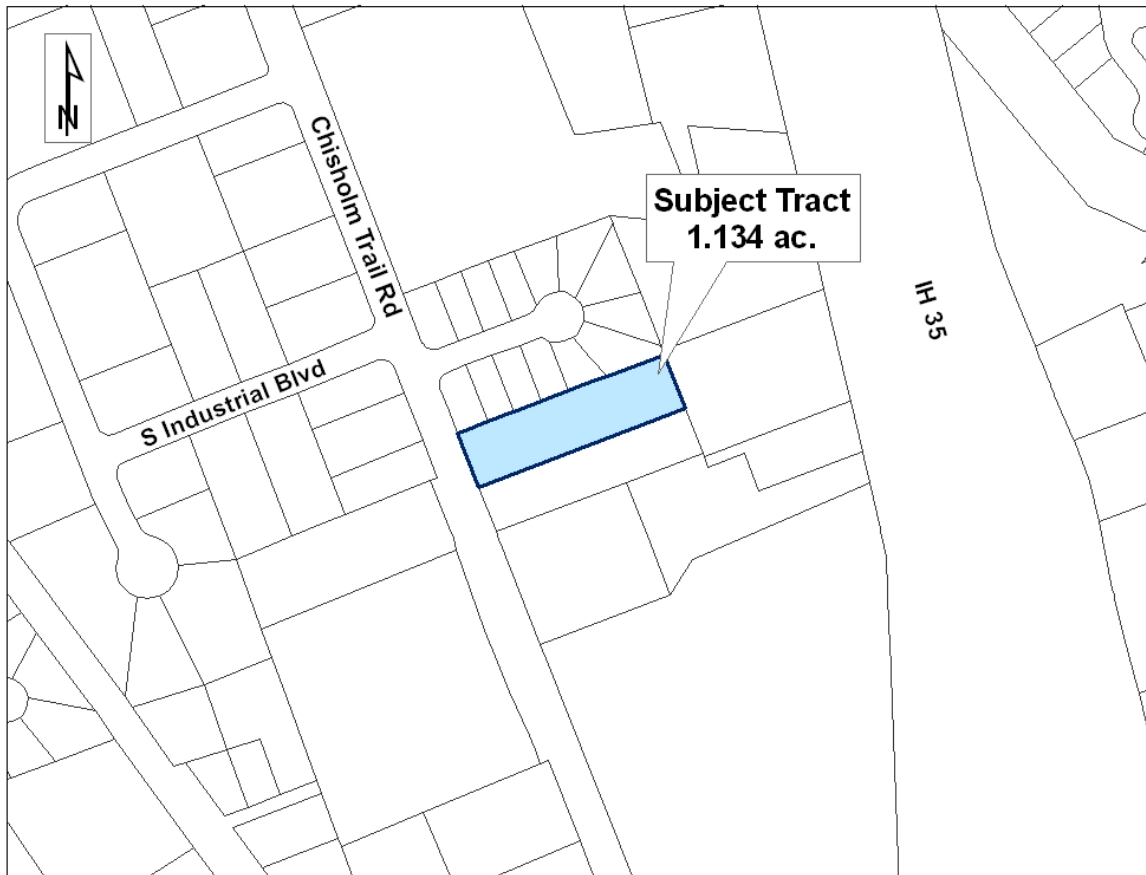 N
Chisholm Trail Rd
Subject Tract
1.134 ac.
IH 35
S Industrial Blvd